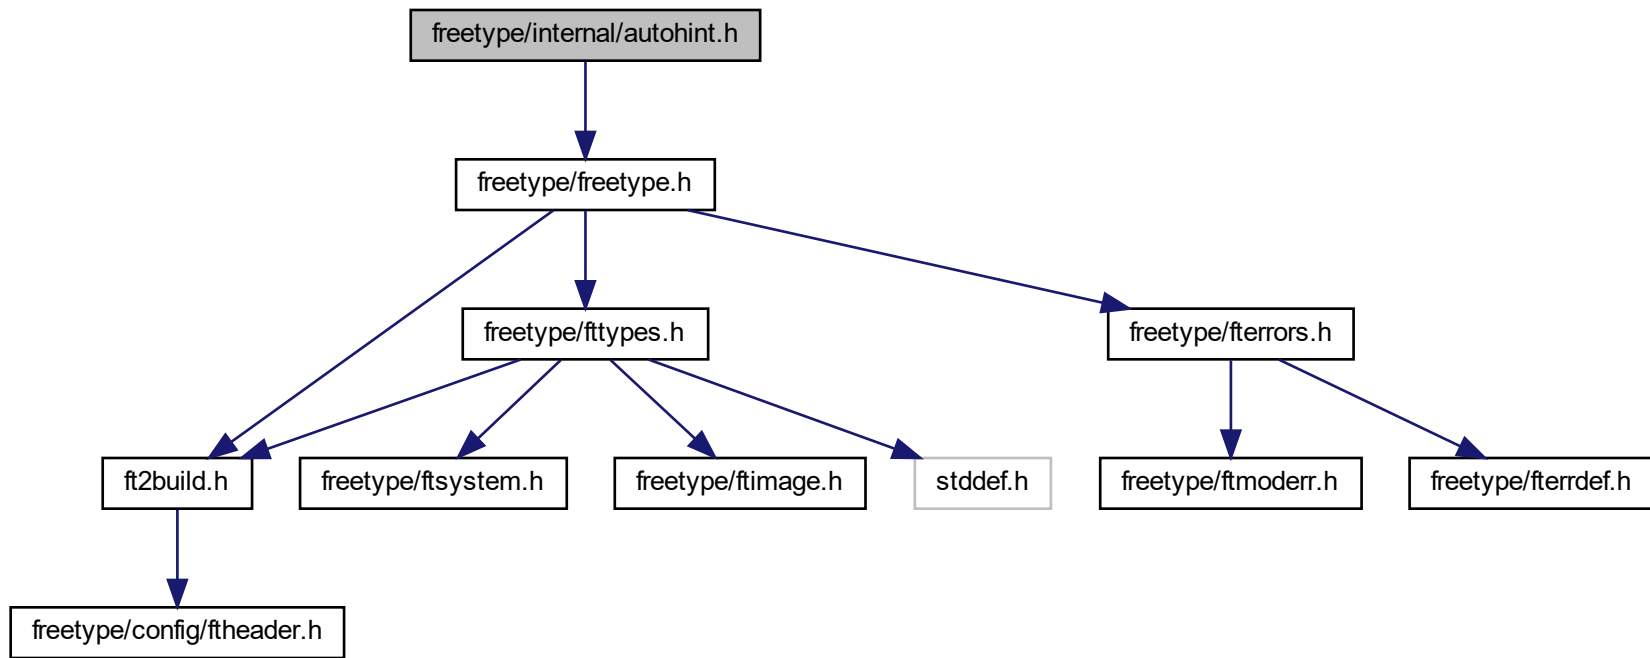 freetype/internal/autohint.h
freetype/freetype.h
freetype/fttypes.h
freetype/fterrors.h
ft2build.h
freetype/ftsystem.h
freetype/ftimage.h
stddef.h
freetype/ftmoderr.h
freetype/fterrdef.h
freetype/config/ftheader.h